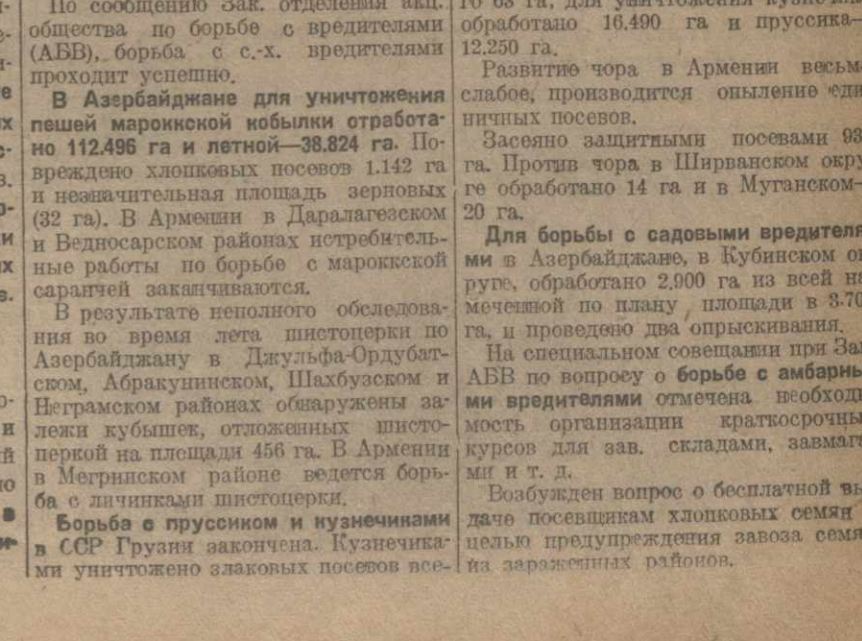 По сообщению Зак. отделения акц.
общества по борьбе с вредителями
(АБВ), борьба с с.-х. вредителями
проходит успешно.
В Азербайджане для уничтожения
пешей мароккской кобылки отработа-
но 112.496 га и летной—38.824 га. По-
вреждено хлопковых посевов 1.142 га
и незначительная площадь зерновых
(32 га). В Армении в Даралагезском
и Ведносарском районах истребитель-
ные работы по борьбе с мароккской
саранчей заканчиваются.
В результате неполного обследова-
ния во время лета шистоцерки по
Азербайджану в Джульфа-Ордубат-
ском, Абракунинском, Шахбузском и
Неграмском районах обнаружены за-
лежи кубышек, отложенных шисто-
церкой на площади 456 га. В Армении
в Мегринском районе ведется борь-
ба с личинками шистоцерки.
Борьба с пруссиком и кузнечиками
в ССР Грузии закончена. Кузнечика-
ми уничтожено злаковых посевов все-
го 63 га, для уничтожения
обработано 16.490 га и пруссика—
12.250 га.
Развитие чора в Армении весьм
слабое, производится опыление еди
ничных посевов.
Засеяно защитными посевами 93
га. Против чора в Ширванском окру
ге обработано 14 га и в Муганском—
20 га.
Для борьбы с садовыми вредителя
ми в Азербайджане, в Кубинском о
руге, обработано 2.900 га из всей на
меченной по плану площади в 3.70
га, и проведено два опрыскивания.
На специальном совещании при За
АБВ по вопросу о борьбе с амбарны
ми вредителями отмечена необходи
мость организации краткосрочны
курсов для зав. складами, завмаг
ми и т. д.
Возбужден вопрос о бесплатной вы
даче посевщикам хлопковых семян
целью предупреждения завоза семя
из зараженных районов.